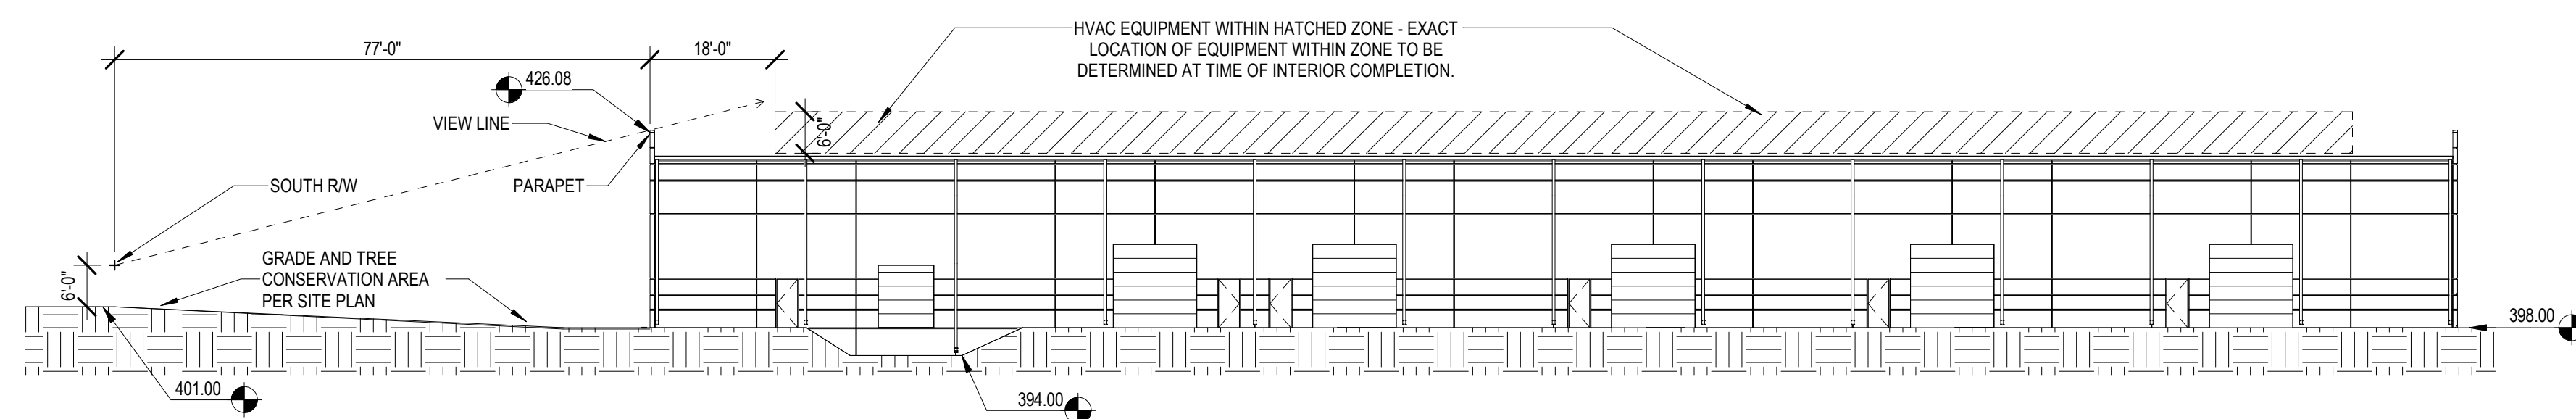 77'-0"
18'-0"
HVAC EQUIPMENT WITHIN HATCHED ZONE - EXACT
LOCATION OF EQUIPMENT WITHIN ZONE TO BE
DETERMINED AT TIME OF INTERIOR COMPLETION.
426.08
VIEW LINE
6'-0"
SOUTH R/W
PARAPET
6'-0"
GRADE AND TREE
CONSERVATION AREA
PER SITE PLAN
398.00
401.00
394.00